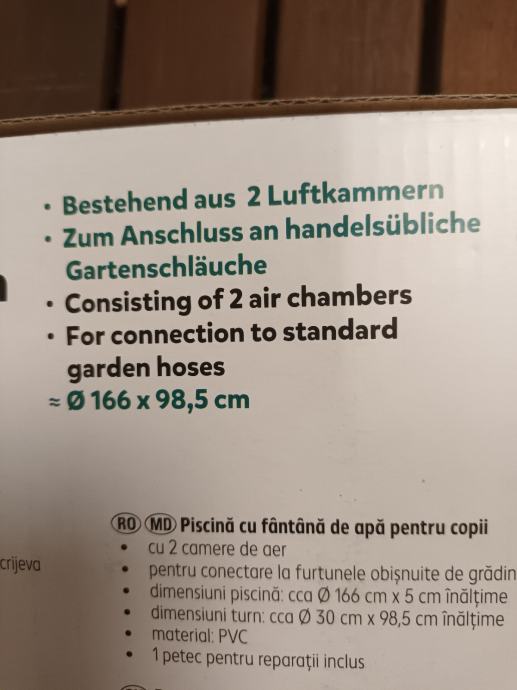 • Bestehend aus 2 Luftkammern
• Zum Anschluss an handelsübliche
Gartenschläuche
• Consisting of 2 air chambers
• For connection to standard
garden hoses
≈ Ø 166 x 98,5 cm
RO MD Piscină cu fântână de apă pentru copii
• cu 2 camere de aer
• pentru conectare la furtunele obișnuite de grădin
• dimensiuni piscină: cca Ø 166 cm x 5 cm înălțime
• dimensiuni turn: cca Ø 30 cm x 98,5 cm înălțime
• material: PVC
• 1 petec pentru reparații inclus
crijeva